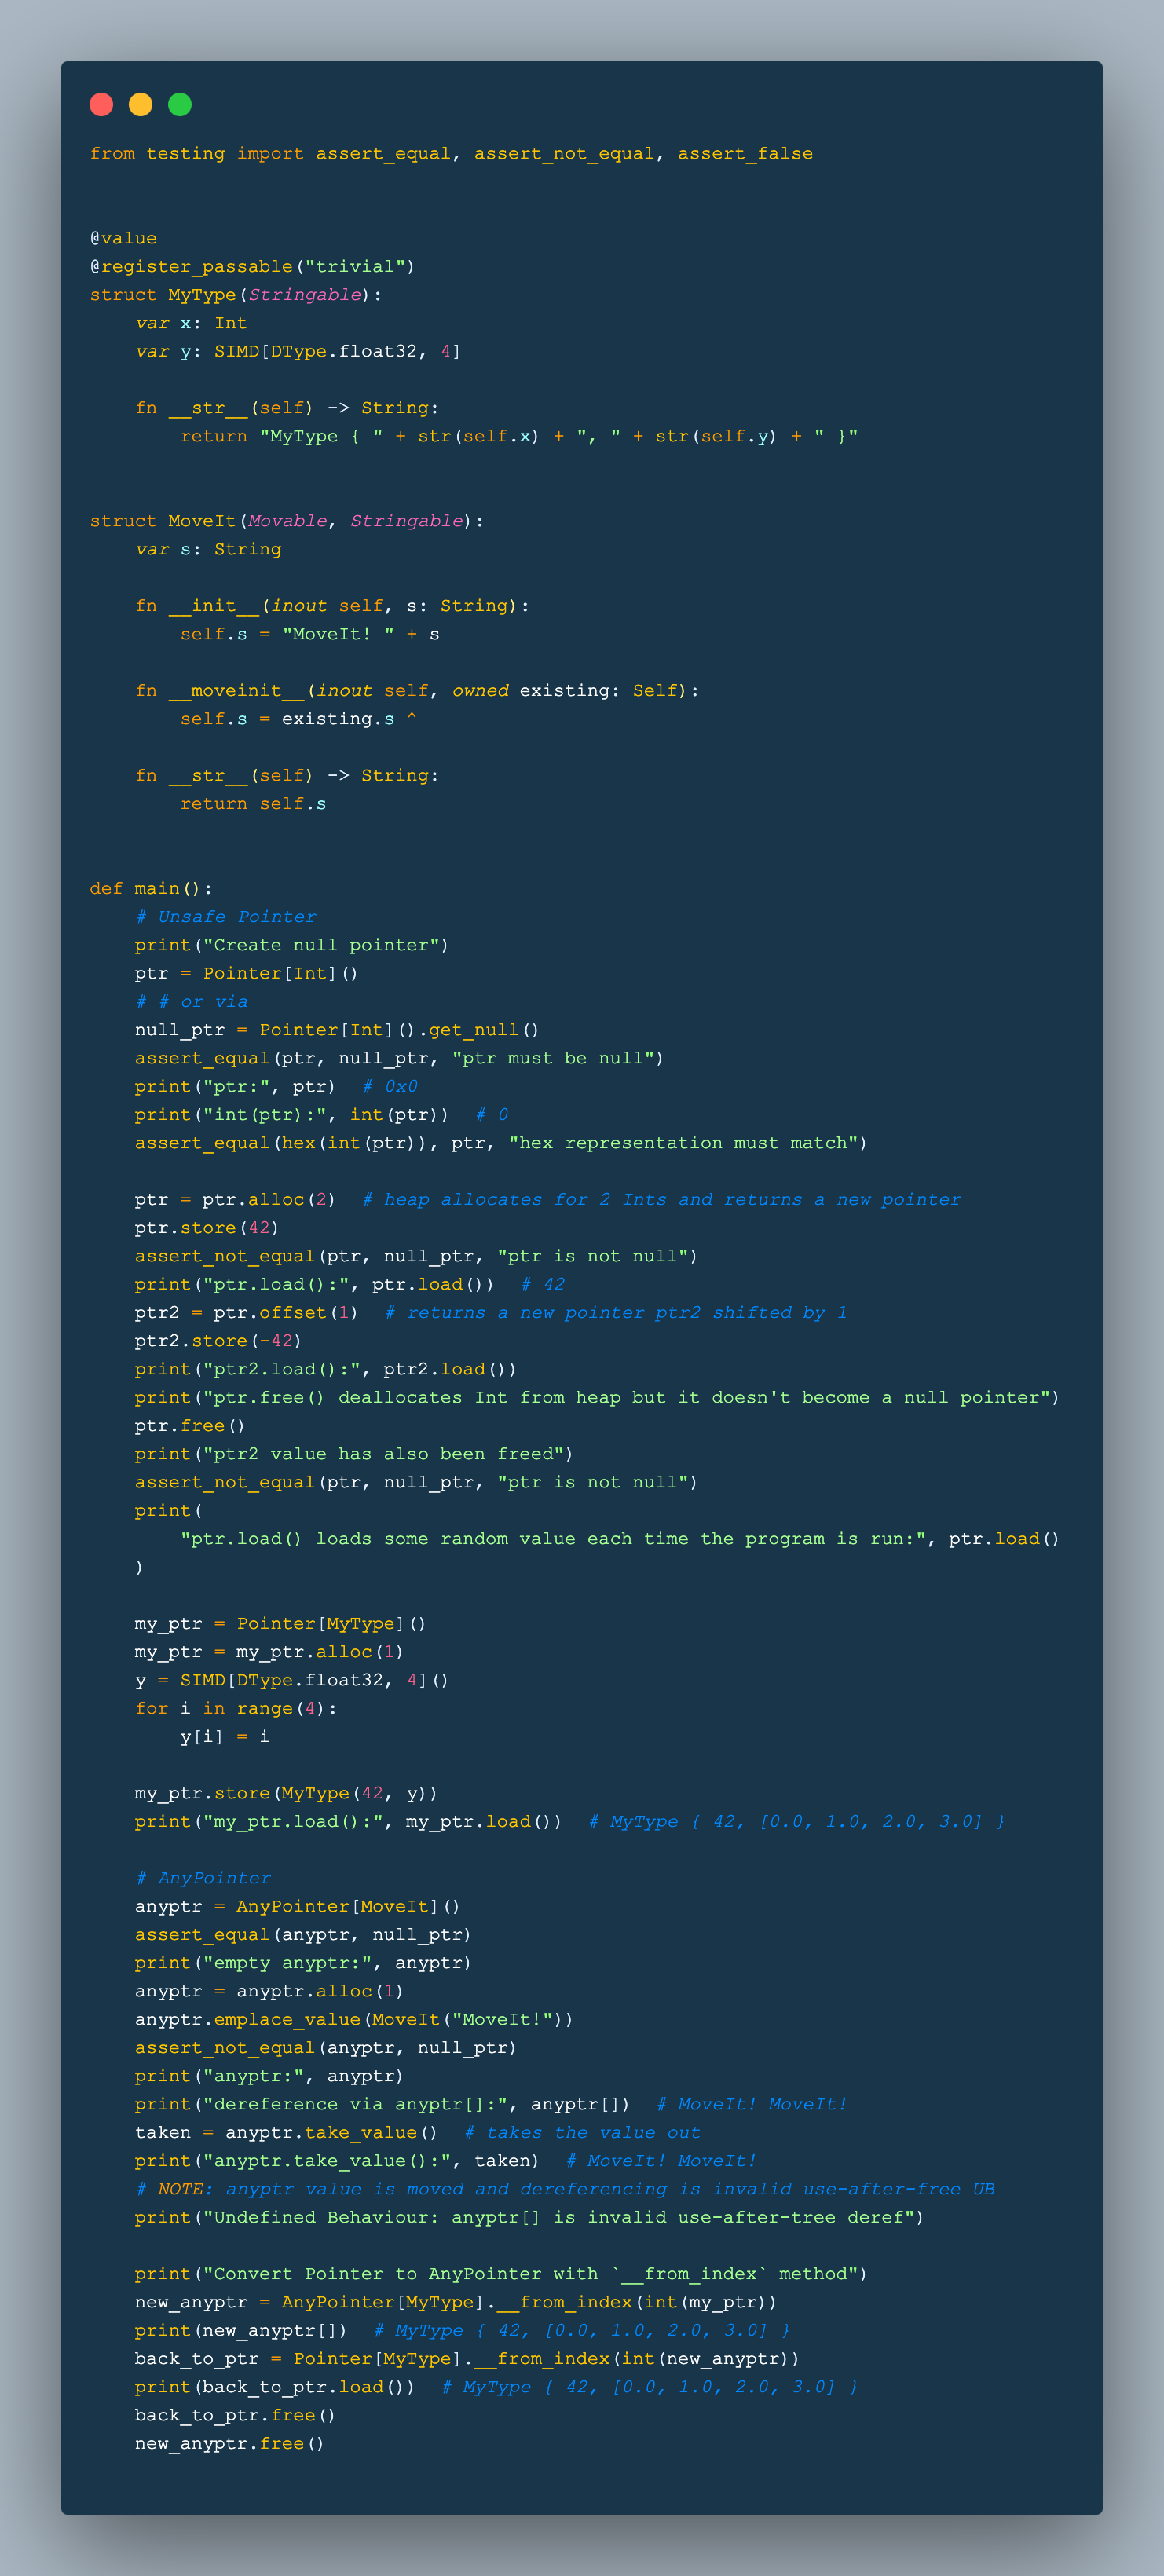 from testing import assert_equal, assert_not_equal, assert_false
@value
@register_passable("trivial")
struct MyType(Stringable):
    var x: Int
    var y: SIMD[DType.float32, 4]
    fn __str__(self) -> String:
        return "MyType { " + str(self.x) + ", " + str(self.y) + " }"
struct MoveIt(Movable, Stringable):
    var s: String
    fn __init__(inout self, s: String):
        self.s = "MoveIt! " + s
    fn __moveinit__(inout self, owned existing: Self):
        self.s = existing.s ^
    fn __str__(self) -> String:
        return self.s
def main():
    # Unsafe Pointer
    print("Create null pointer")
    ptr = Pointer[Int]()
    # # or via
    null_ptr = Pointer[Int]().get_null()
    assert_equal(ptr, null_ptr, "ptr must be null")
    print("ptr:", ptr)  # 0x0
    print("int(ptr):", int(ptr))  # 0
    assert_equal(hex(int(ptr)), ptr, "hex representation must match")
    ptr = ptr.alloc(2)  # heap allocates for 2 Ints and returns a new pointer
    ptr.store(42)
    assert_not_equal(ptr, null_ptr, "ptr is not null")
    print("ptr.load():", ptr.load())  # 42
    ptr2 = ptr.offset(1)  # returns a new pointer ptr2 shifted by 1
    ptr2.store(-42)
    print("ptr2.load():", ptr2.load())
    print("ptr.free() deallocates Int from heap but it doesn't become a null pointer")
    ptr.free()
    print("ptr2 value has also been freed")
    assert_not_equal(ptr, null_ptr, "ptr is not null")
    print(
        "ptr.load() loads some random value each time the program is run:", ptr.load()
    )
    my_ptr = Pointer[MyType]()
    my_ptr = my_ptr.alloc(1)
    y = SIMD[DType.float32, 4]()
    for i in range(4):
        y[i] = i
    my_ptr.store(MyType(42, y))
    print("my_ptr.load():", my_ptr.load())  # MyType { 42, [0.0, 1.0, 2.0, 3.0] }
    # AnyPointer
    anyptr = AnyPointer[MoveIt]()
    assert_equal(anyptr, null_ptr)
    print("empty anyptr:", anyptr)
    anyptr = anyptr.alloc(1)
    anyptr.emplace_value(MoveIt("MoveIt!"))
    assert_not_equal(anyptr, null_ptr)
    print("anyptr:", anyptr)
    print("dereference via anyptr[]:", anyptr[])  # MoveIt! MoveIt!
    taken = anyptr.take_value()  # takes the value out
    print("anyptr.take_value():", taken)  # MoveIt! MoveIt!
    # NOTE: anyptr value is moved and dereferencing is invalid use-after-free UB
    print("Undefined Behaviour: anyptr[] is invalid use-after-tree deref")
    print("Convert Pointer to AnyPointer with `__from_index` method")
    new_anyptr = AnyPointer[MyType].__from_index(int(my_ptr))
    print(new_anyptr[])  # MyType { 42, [0.0, 1.0, 2.0, 3.0] }
    back_to_ptr = Pointer[MyType].__from_index(int(new_anyptr))
    print(back_to_ptr.load())  # MyType { 42, [0.0, 1.0, 2.0, 3.0] }
    back_to_ptr.free()
    new_anyptr.free()